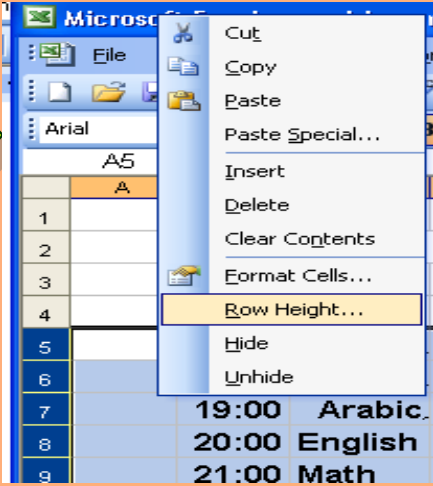 Microsof
File
Arial
A5
A
1
2
3
4
5
6
7
8
9
Cut
Copy
Paste
Paste Special...
Insert
Delete
Clear Contents
Format Cells...
Row Height...
Hide
Unhide
19:00 Arabic
20:00 English
21:00 Math